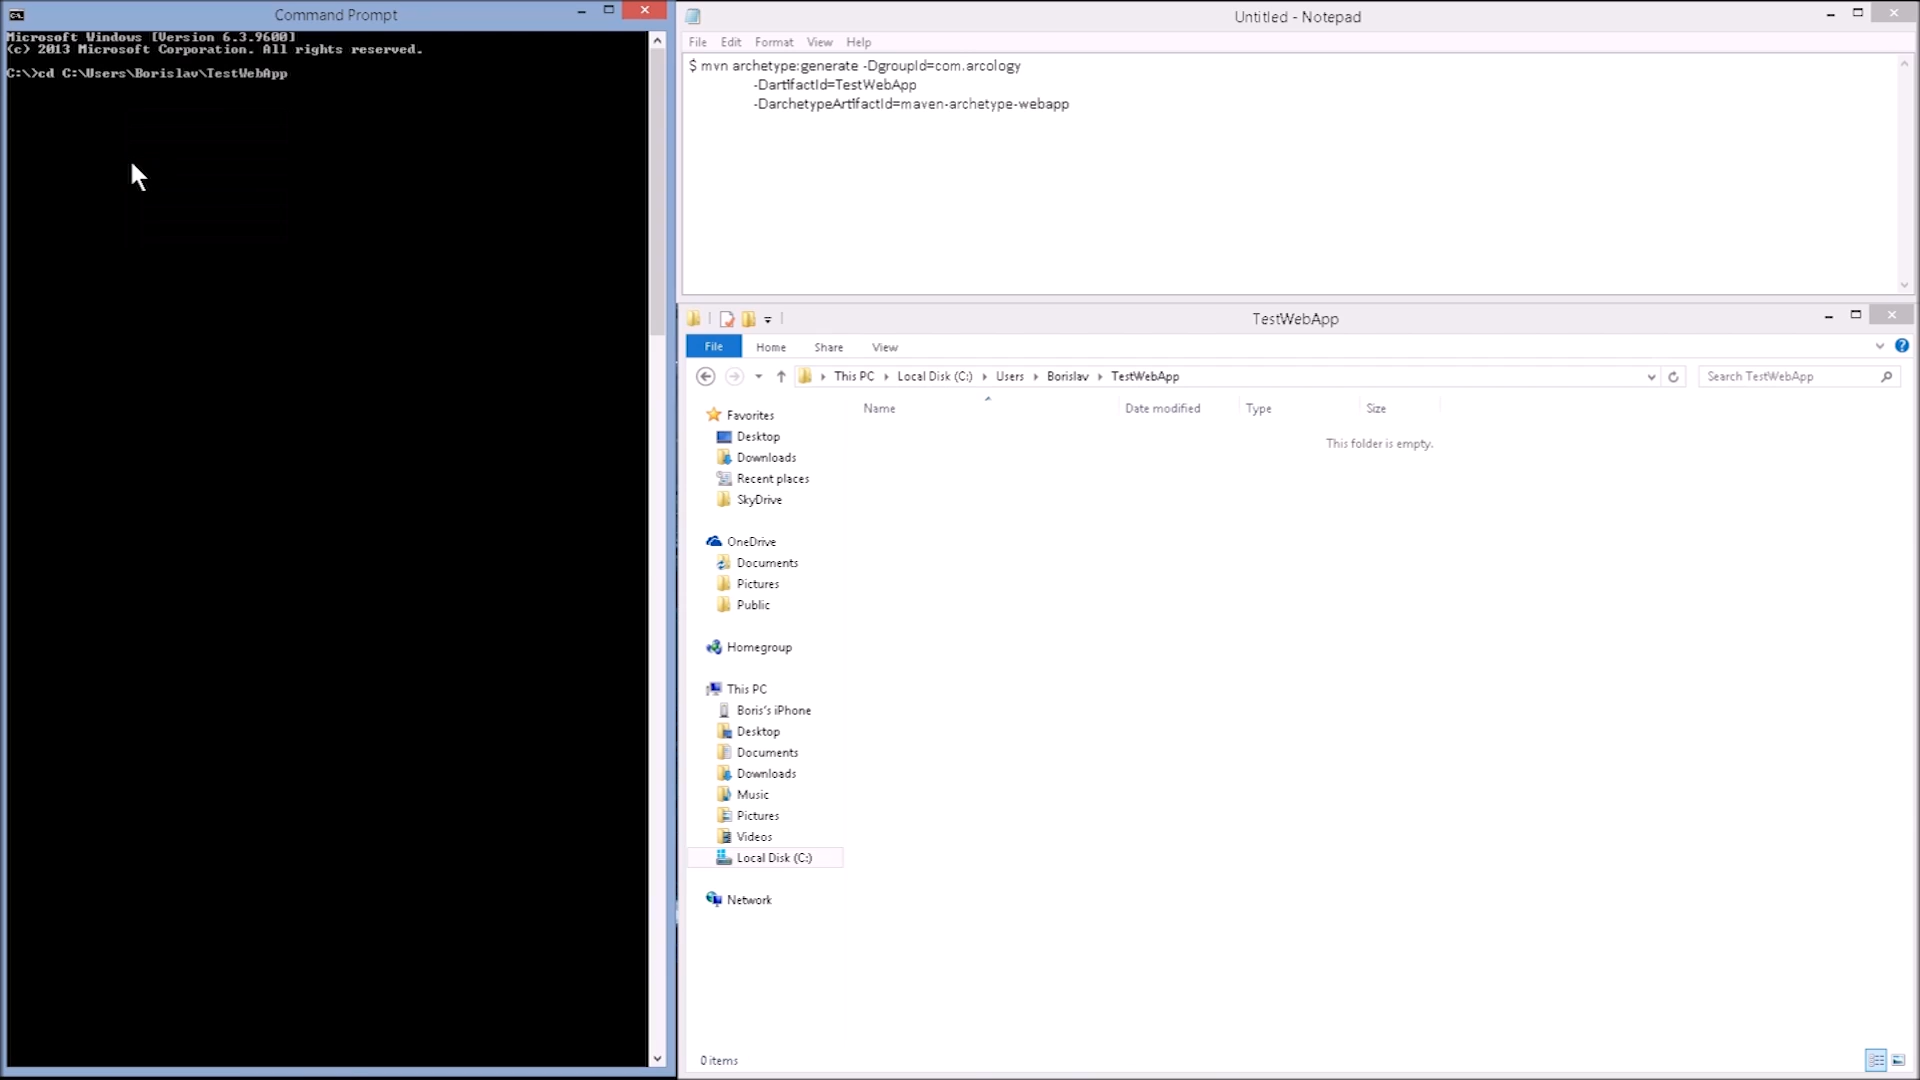 Command Prompt
Microsoft Windows [Version 6.3.9600]
(c) 2013 Microsoft Corporation. All rights reserved.
C:\>cd C:\Users\Borislav\TestWebApp
Untitled - Notepad
File Edit Format View Help
$ mvn archetype:generate -DgroupId=com.arcology
-DartifactId=TestWebApp
-DarchetypeArtifactId=maven-archetype-webapp
TestWebApp
File Home Share View
This PC Local Disk (C:) Users Borislav TestWebApp
Search TestWebApp
Name Date modified Type Size
This folder is empty.
Favorites
Desktop
Downloads
Recent places
SkyDrive
OneDrive
Documents
Pictures
Public
Homegroup
This PC
Boris's iPhone
Desktop
Documents
Downloads
Music
Pictures
Videos
Local Disk (C:)
Network
0 items